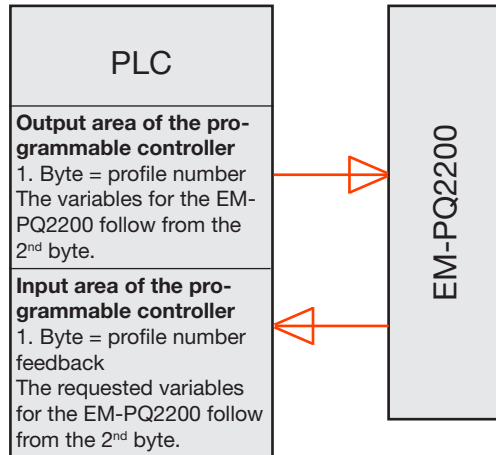 PLC
Output area of the pro-
grammable controller
1. Byte = profile number
The variables for the EM-
PQ2200 follow from the
2nd byte.
Input area of the pro-
grammable controller
1. Byte = profile number
feedback
The requested variables
for the EM-PQ2200 follow
from the 2nd byte.
EM-PQ2200